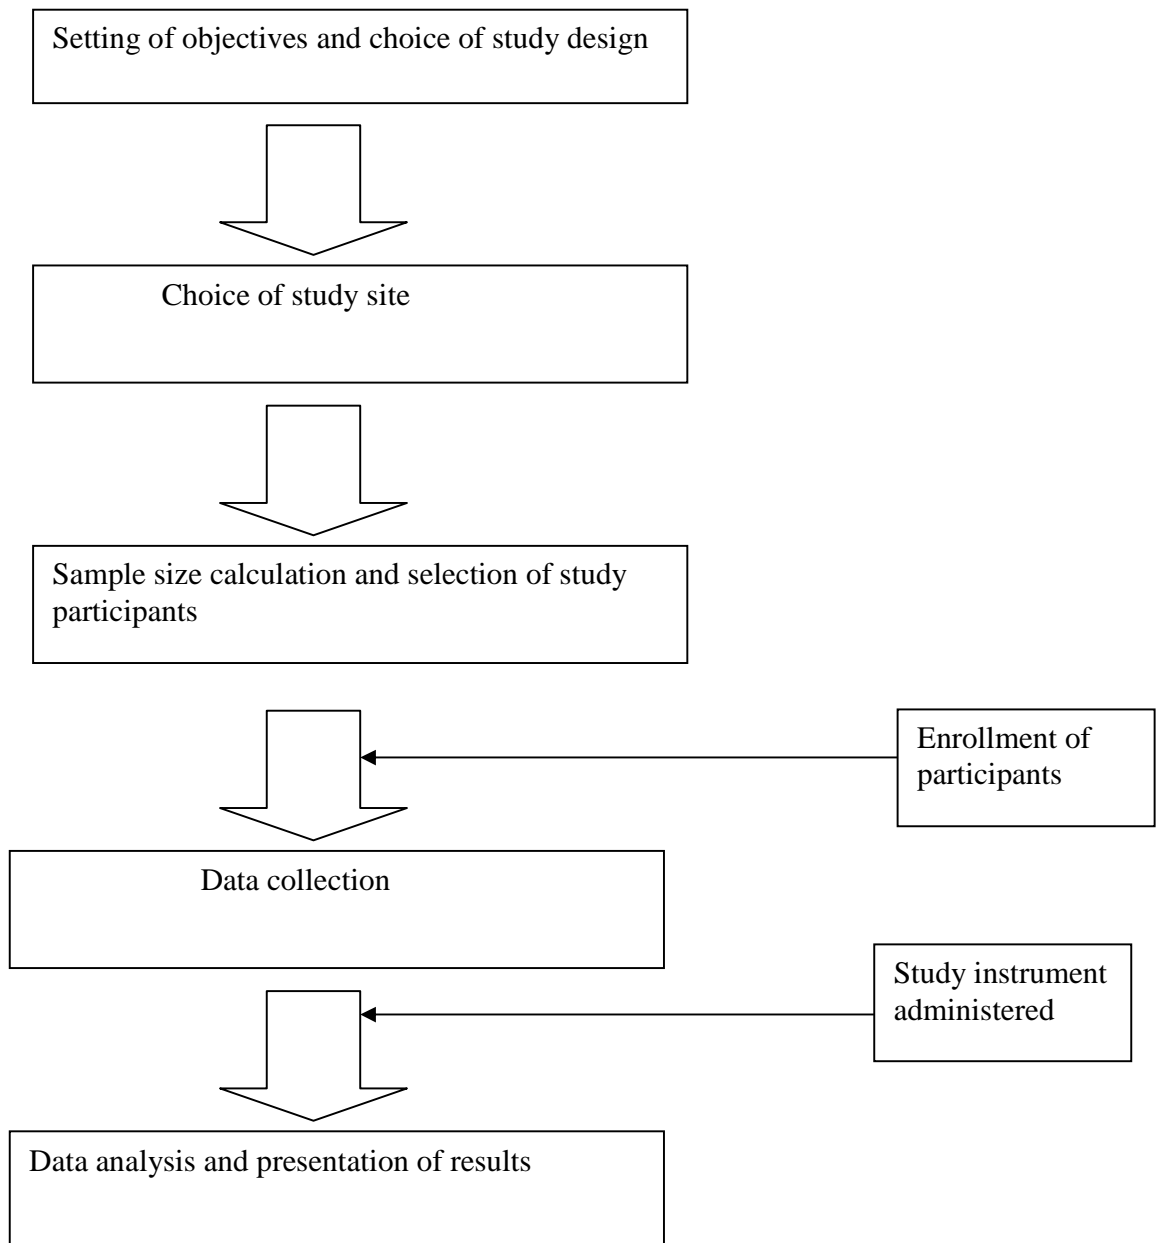 Setting of objectives and choice of study design
Choice of study site
Sample size calculation and selection of study
participants
Enrollment of
participants
Data collection
Study instrument
administered
Data analysis and presentation of results